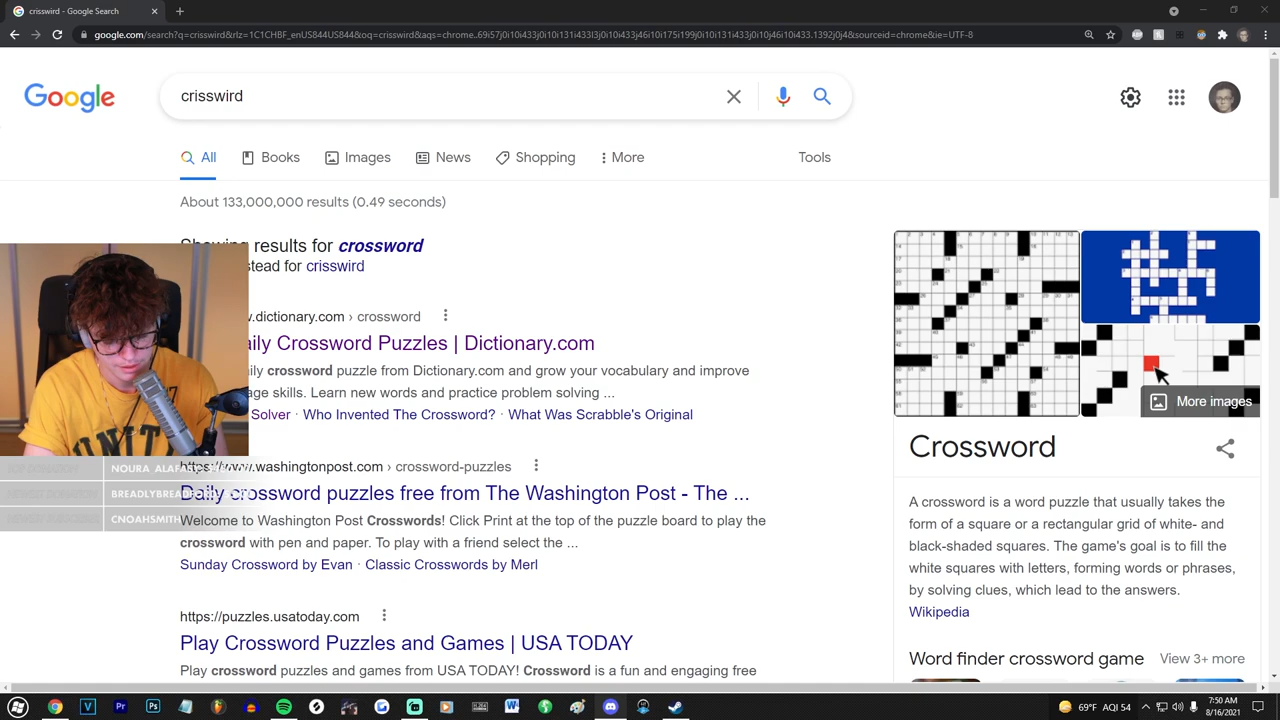 crisswird - Google Search
google.com/search?q=crisswird&rlz=1C1CHBF_enUS844US844&oq=crisswird&aqs=chrome..69i57j0i10i433j0i10i131i433l3j0i10i433j46i10i175i199j0i10i131i433j0i10j46i10i433.1392j0j4&sourceid=chrome&ie=UTF-8
Google
crisswird
All
Books
Images
News
Shopping
More
Tools
About 133,000,000 results (0.49 seconds)
Showing results for crossword
stead for crisswird
.dictionary.com › crossword
aily Crossword Puzzles | Dictionary.com
ily crossword puzzle from Dictionary.com and grow your vocabulary and improve
age skills. Learn new words and practice problem solving ...
Solver · Who Invented The Crossword? · What Was Scrabble's Original
https://www.washingtonpost.com › crossword-puzzles
Daily crossword puzzles free from The Washington Post - The ...
Welcome to Washington Post Crosswords! Click Print at the top of the puzzle board to play the
crossword with pen and paper. To play with a friend select the ...
Sunday Crossword by Evan · Classic Crosswords by Merl
https://puzzles.usatoday.com
Play Crossword Puzzles and Games | USA TODAY
Play crossword puzzles and games from USA TODAY! Crossword is a fun and engaging free
More images
Crossword
A crossword is a word puzzle that usually takes the
form of a square or a rectangular grid of white- and
black-shaded squares. The game's goal is to fill the
white squares with letters, forming words or phrases,
by solving clues, which lead to the answers.
Wikipedia
Word finder crossword game
View 3+ more
UNIT
NOURA
CNOAHSMITH
69°F AQI 54
7:50 AM
8/16/2021